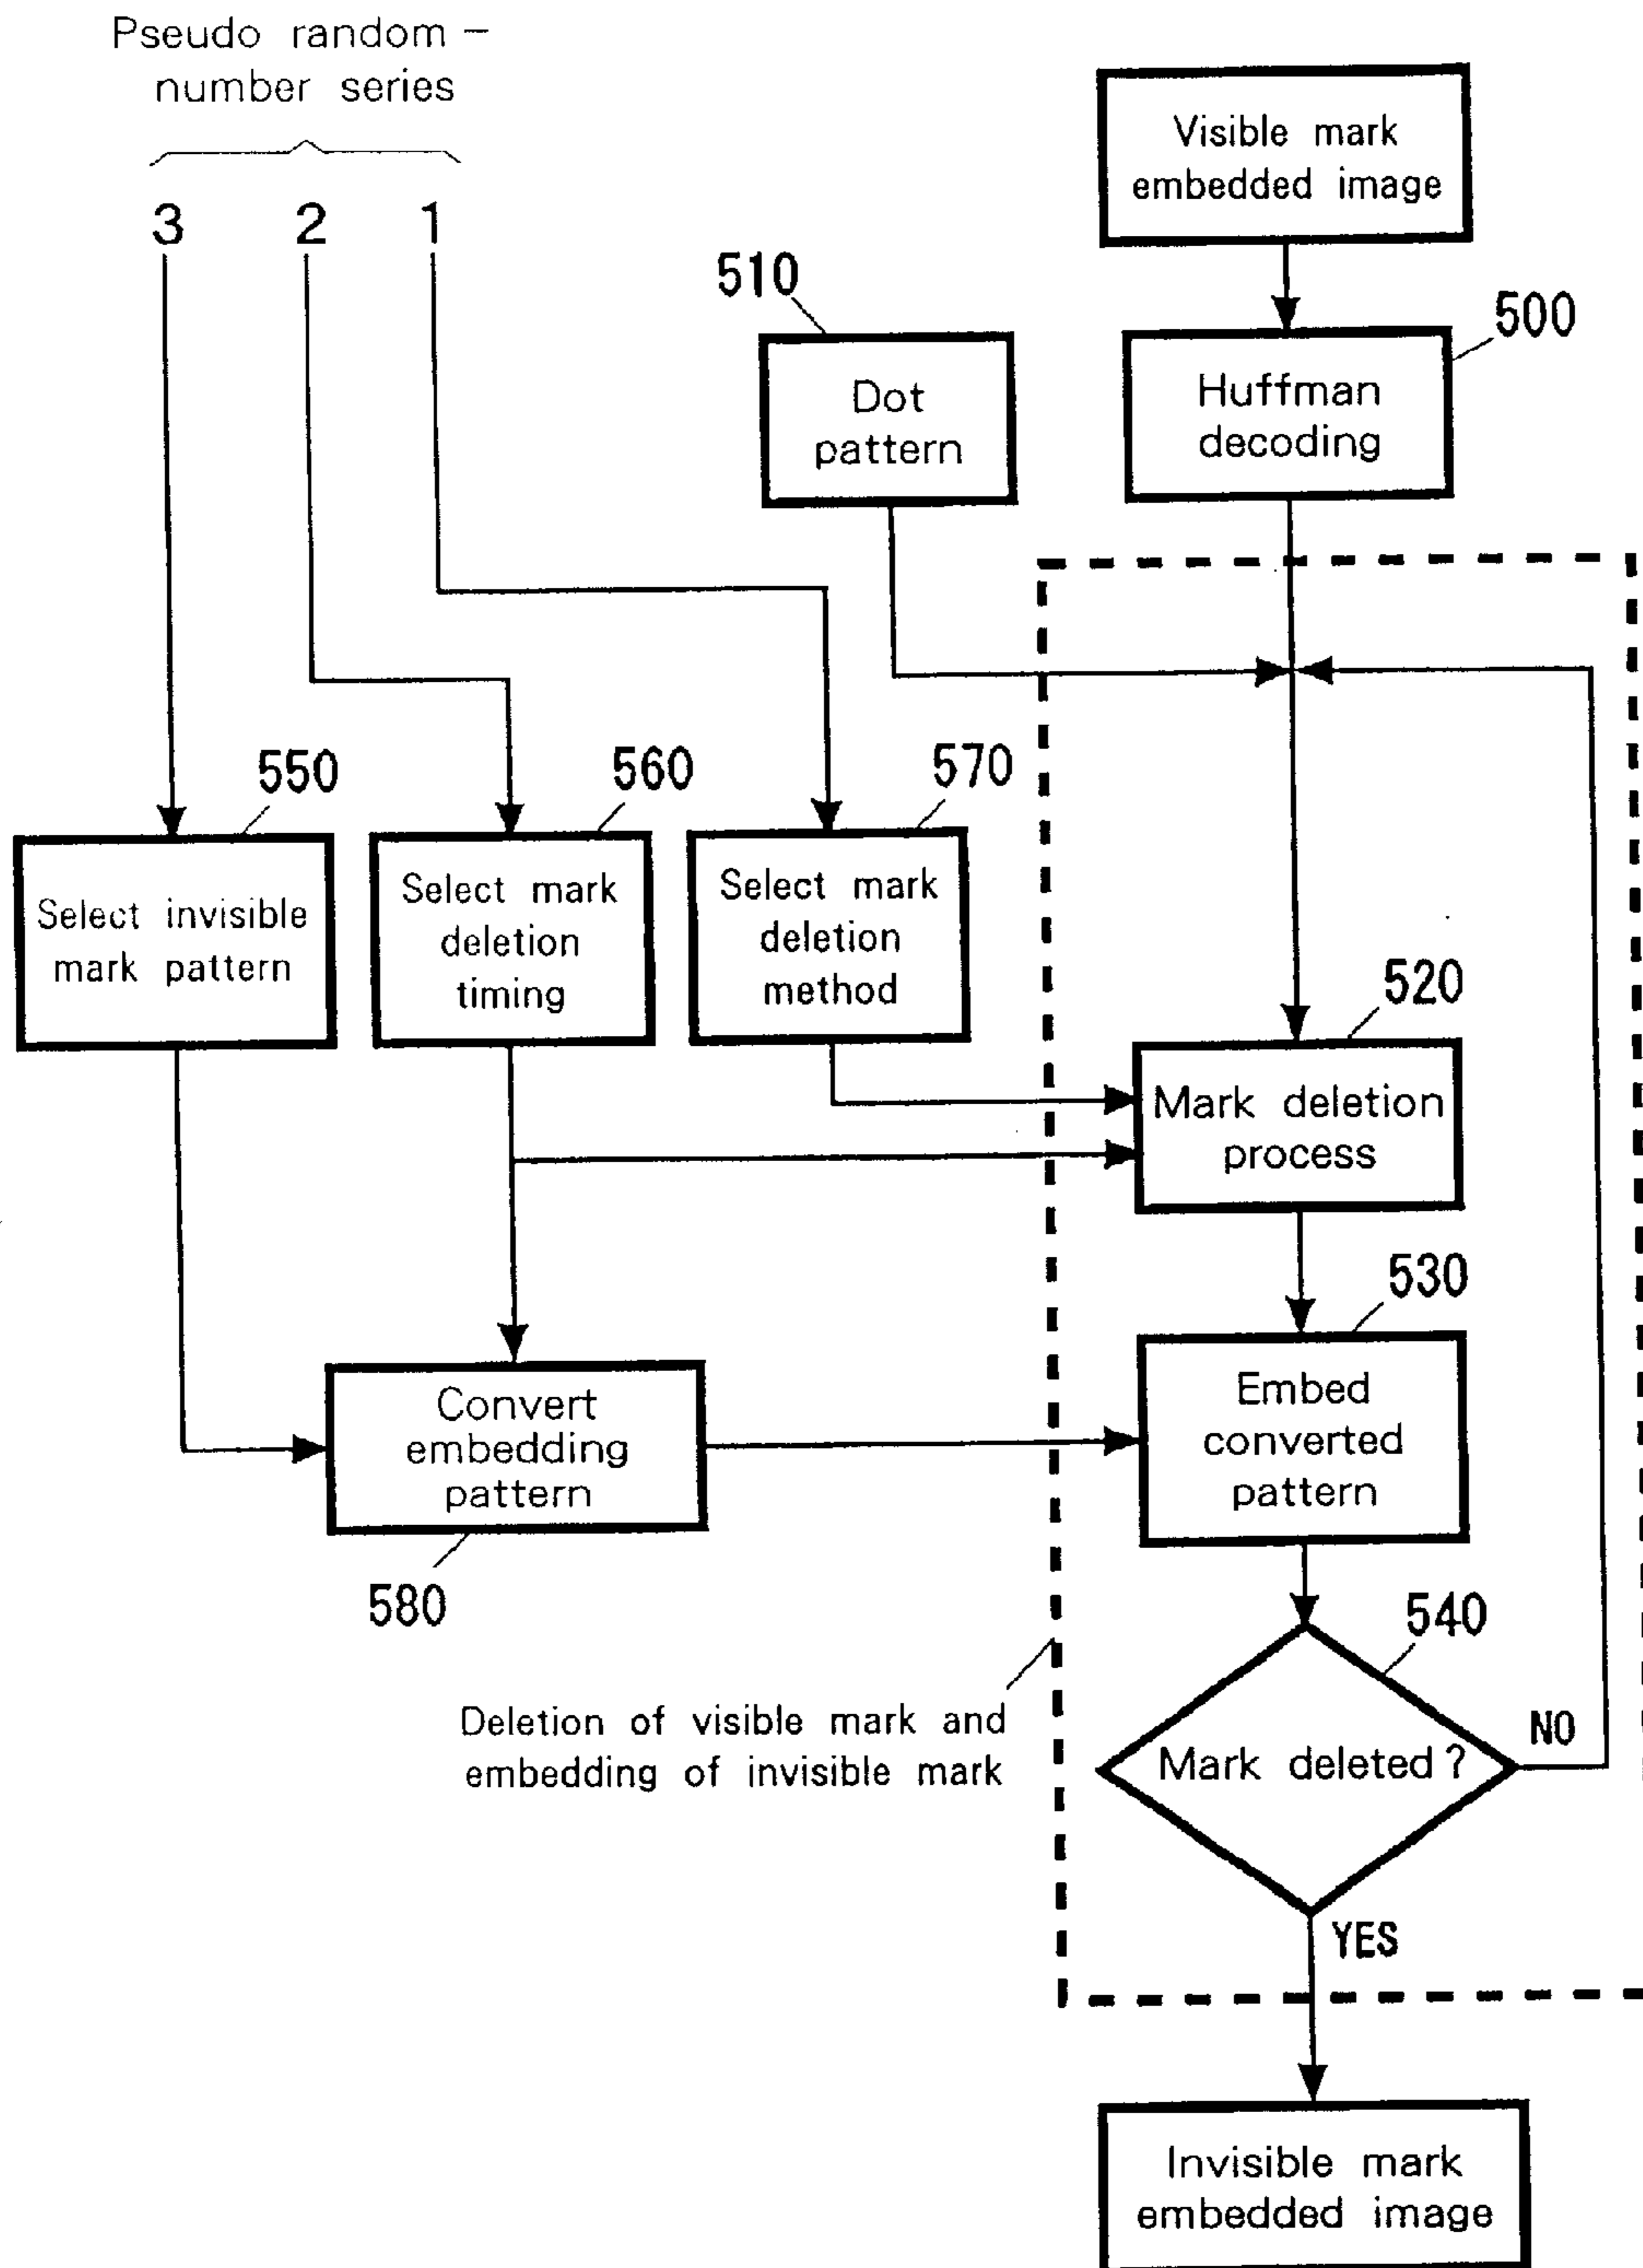 Pseudo random-
number series
3 2 1
Visible mark
embedded image
510
Dot
pattern
500
Huffman
decoding
550
Select invisible
mark pattern
560
Select mark
deletion
timing
570
Select mark
deletion
method
520
Mark deletion
process
530
Embed
converted
pattern
Convert
embedding
pattern
580
540
Mark deleted?
NO
YES
Deletion of visible mark and
embedding of invisible mark
Invisible mark
embedded image